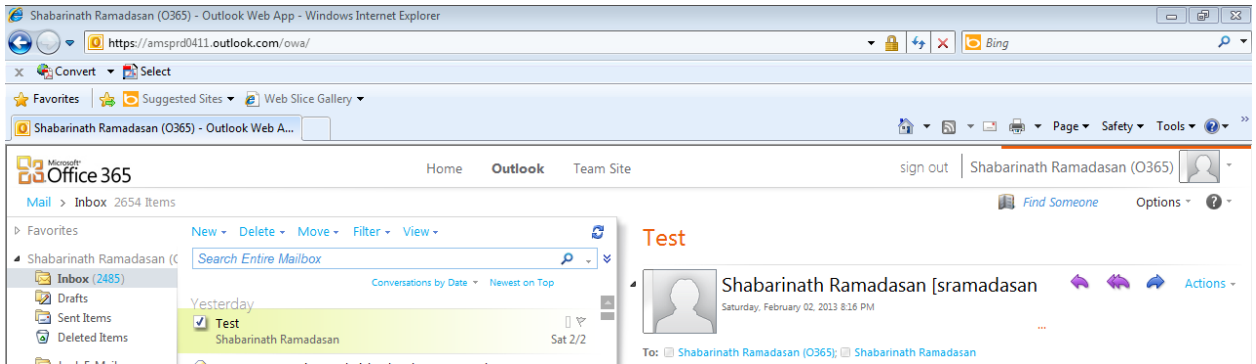 Shabarinath Ramadasan (O365) - Outlook Web App - Windows Internet Explorer
https://amsprd0411.outlook.com/owa/
Bing
x Convert Select
Favorites Suggested Sites Web Slice Gallery
Shabarinath Ramadasan (O365) - Outlook Web A... Page Safety Tools »
Microsoft
Office 365 Home Outlook Team Site sign out Shabarinath Ramadasan (O365)
Mail > Inbox 2654 Items Find Someone Options
Favorites New Delete Move Filter View Test
Shabarinath Ramadasan (O Search Entire Mailbox
Inbox (2485) Conversations by Date Newest on Top Shabarinath Ramadasan [sramadasan Actions
Drafts Yesterday Saturday, February 02, 2013 8:16 PM
Sent Items Test ...
Deleted Items Shabarinath Ramadasan Sat 2/2
To: Shabarinath Ramadasan (O365); Shabarinath Ramadasan